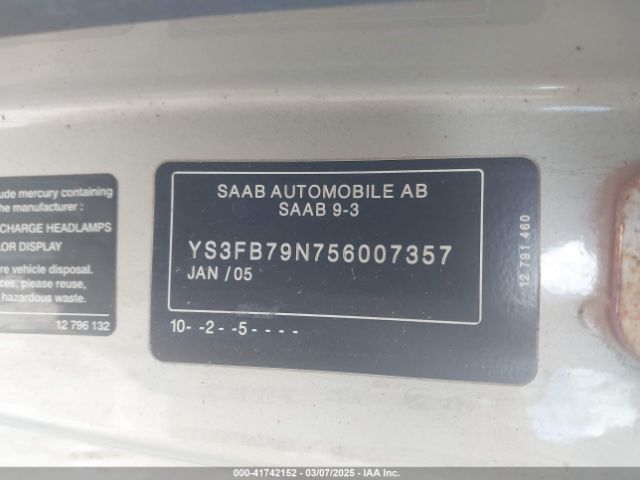 ude mercury containing
he manufacturer :
CHARGE HEADLAMPS
OR DISPLAY
re vehicle disposal.
ces, please reuse,
hazardous waste.
12 796 132
SAAB AUTOMOBILE AB
SAAB 9-3
YS3FB79N756007357
JAN /05
10- -2- -5- - - -
12 791 460
000-41742152 - 03/07/2025 - IAA Inc.